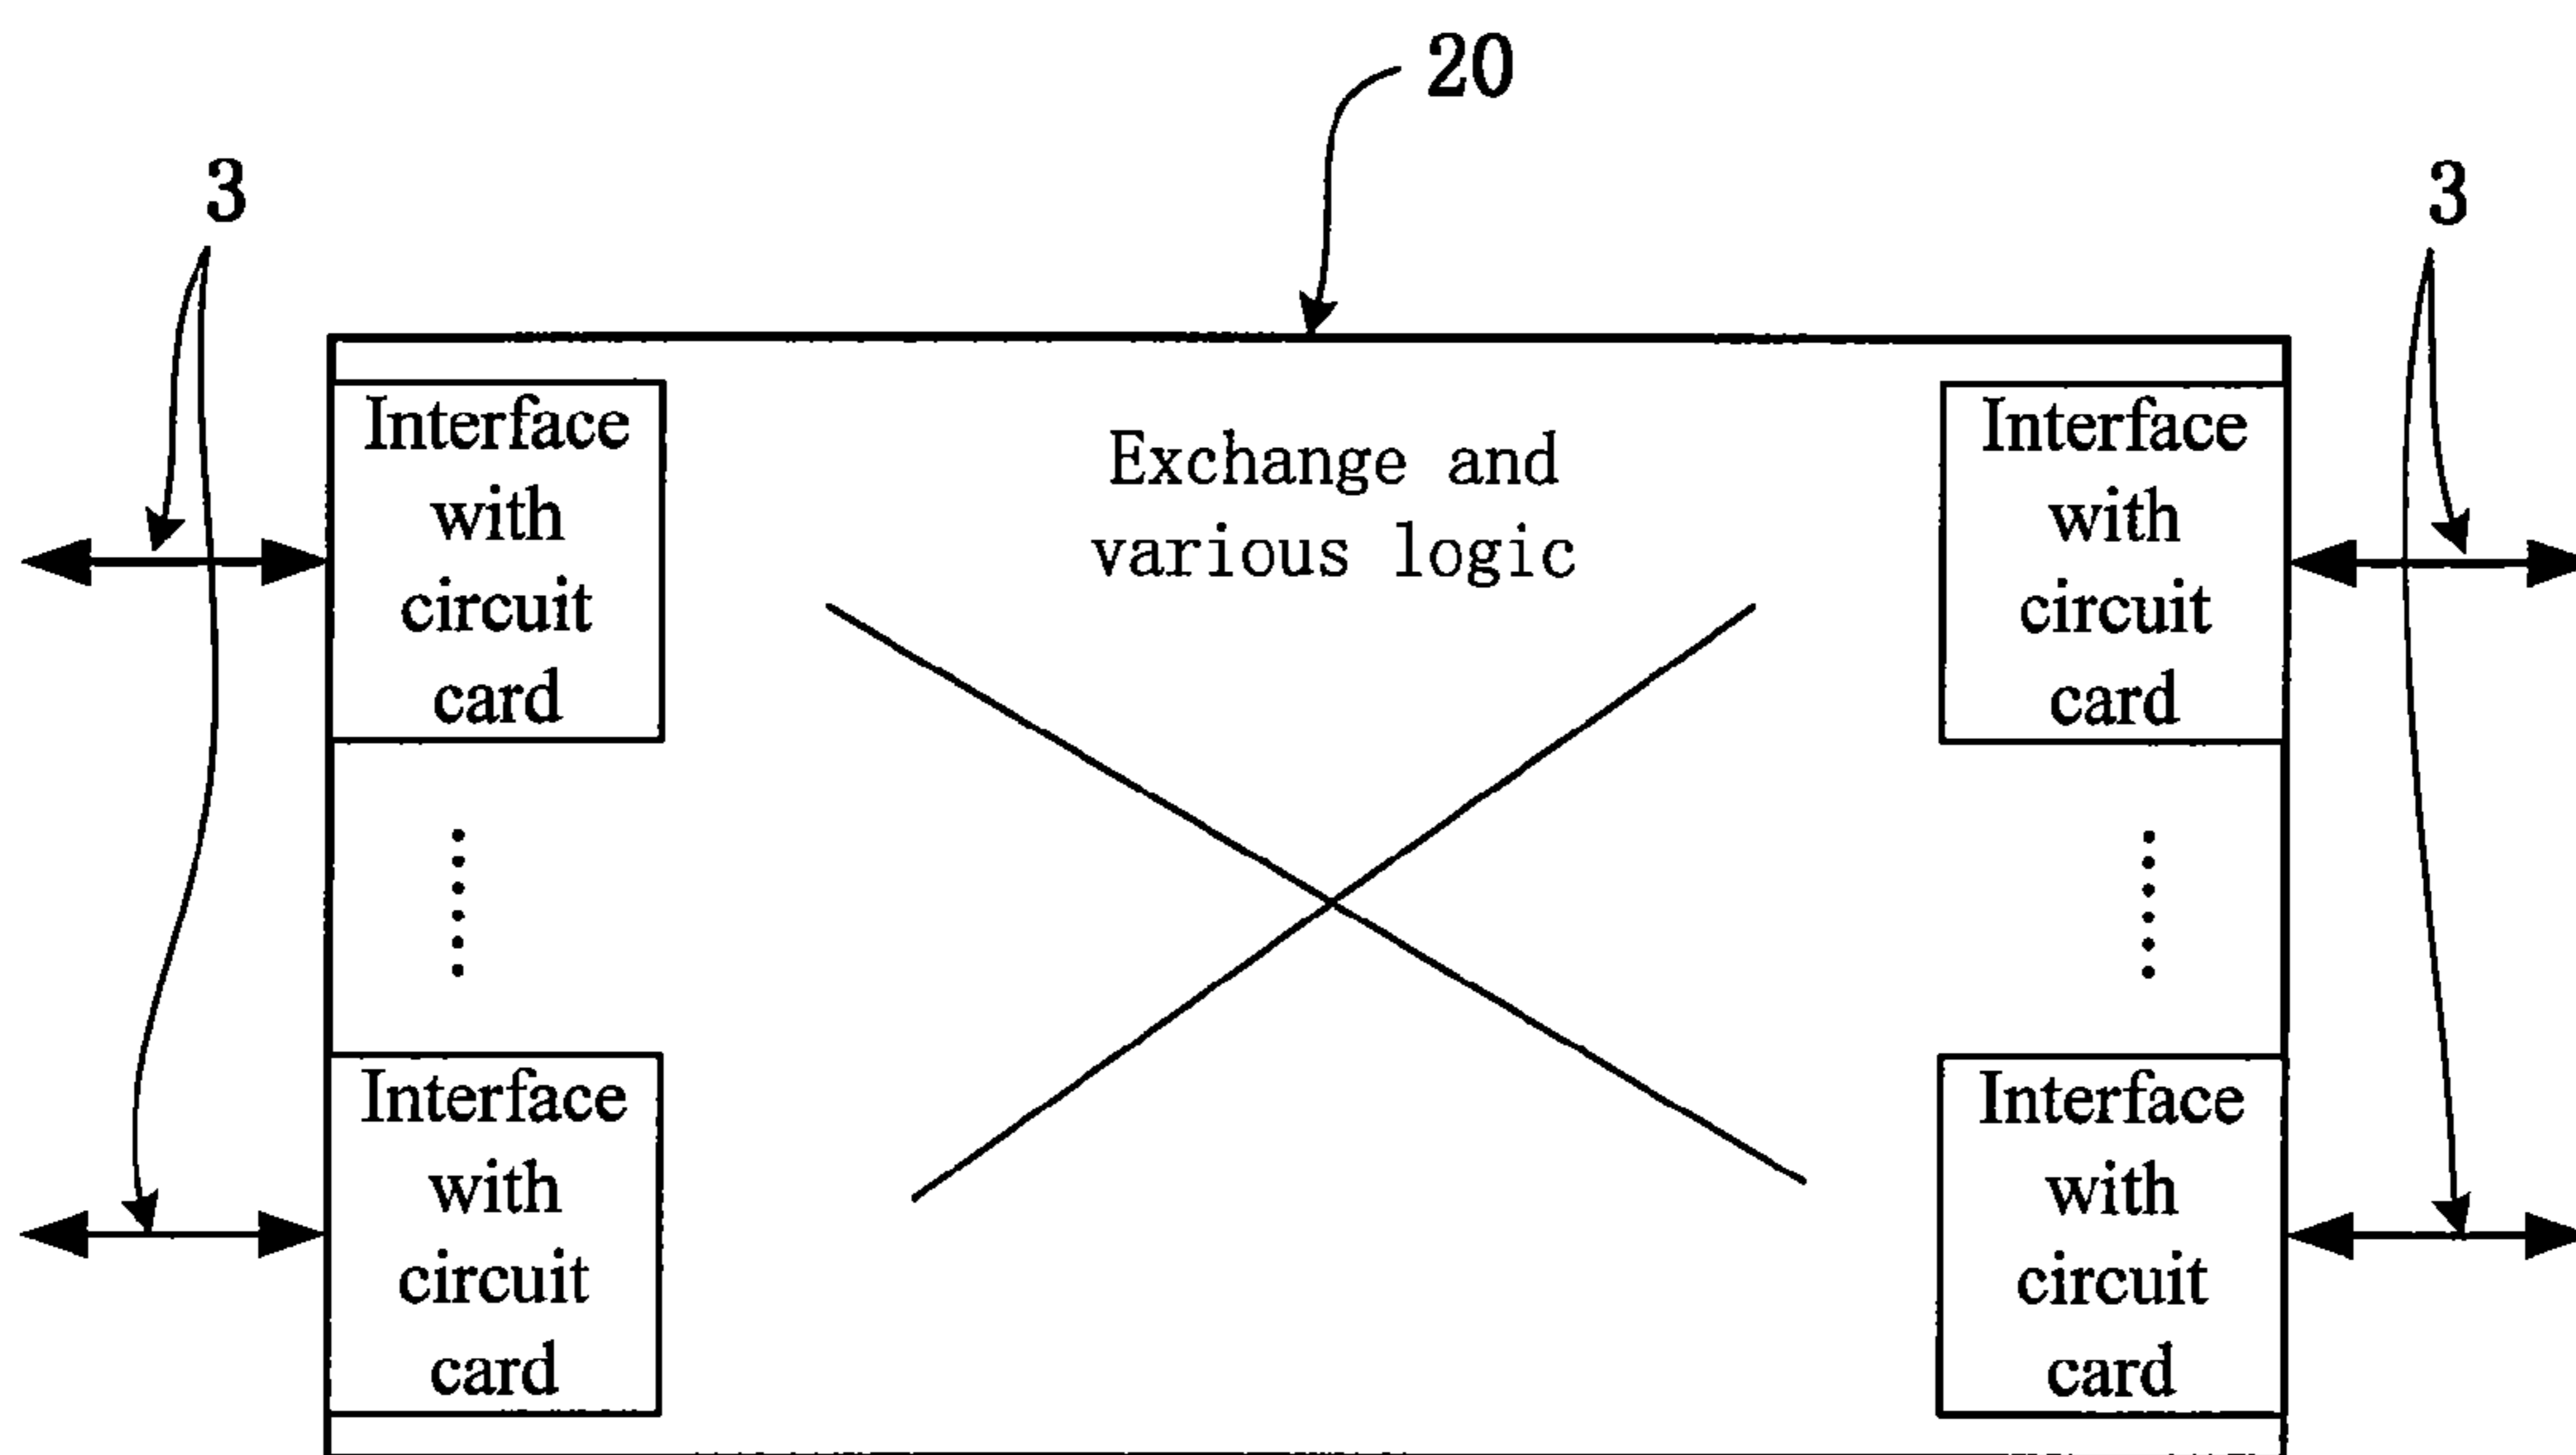 20
3
3
Interface
with
circuit
card
Exchange and
various logic
Interface
with
circuit
card
Interface
with
circuit
card
Interface
with
circuit
card